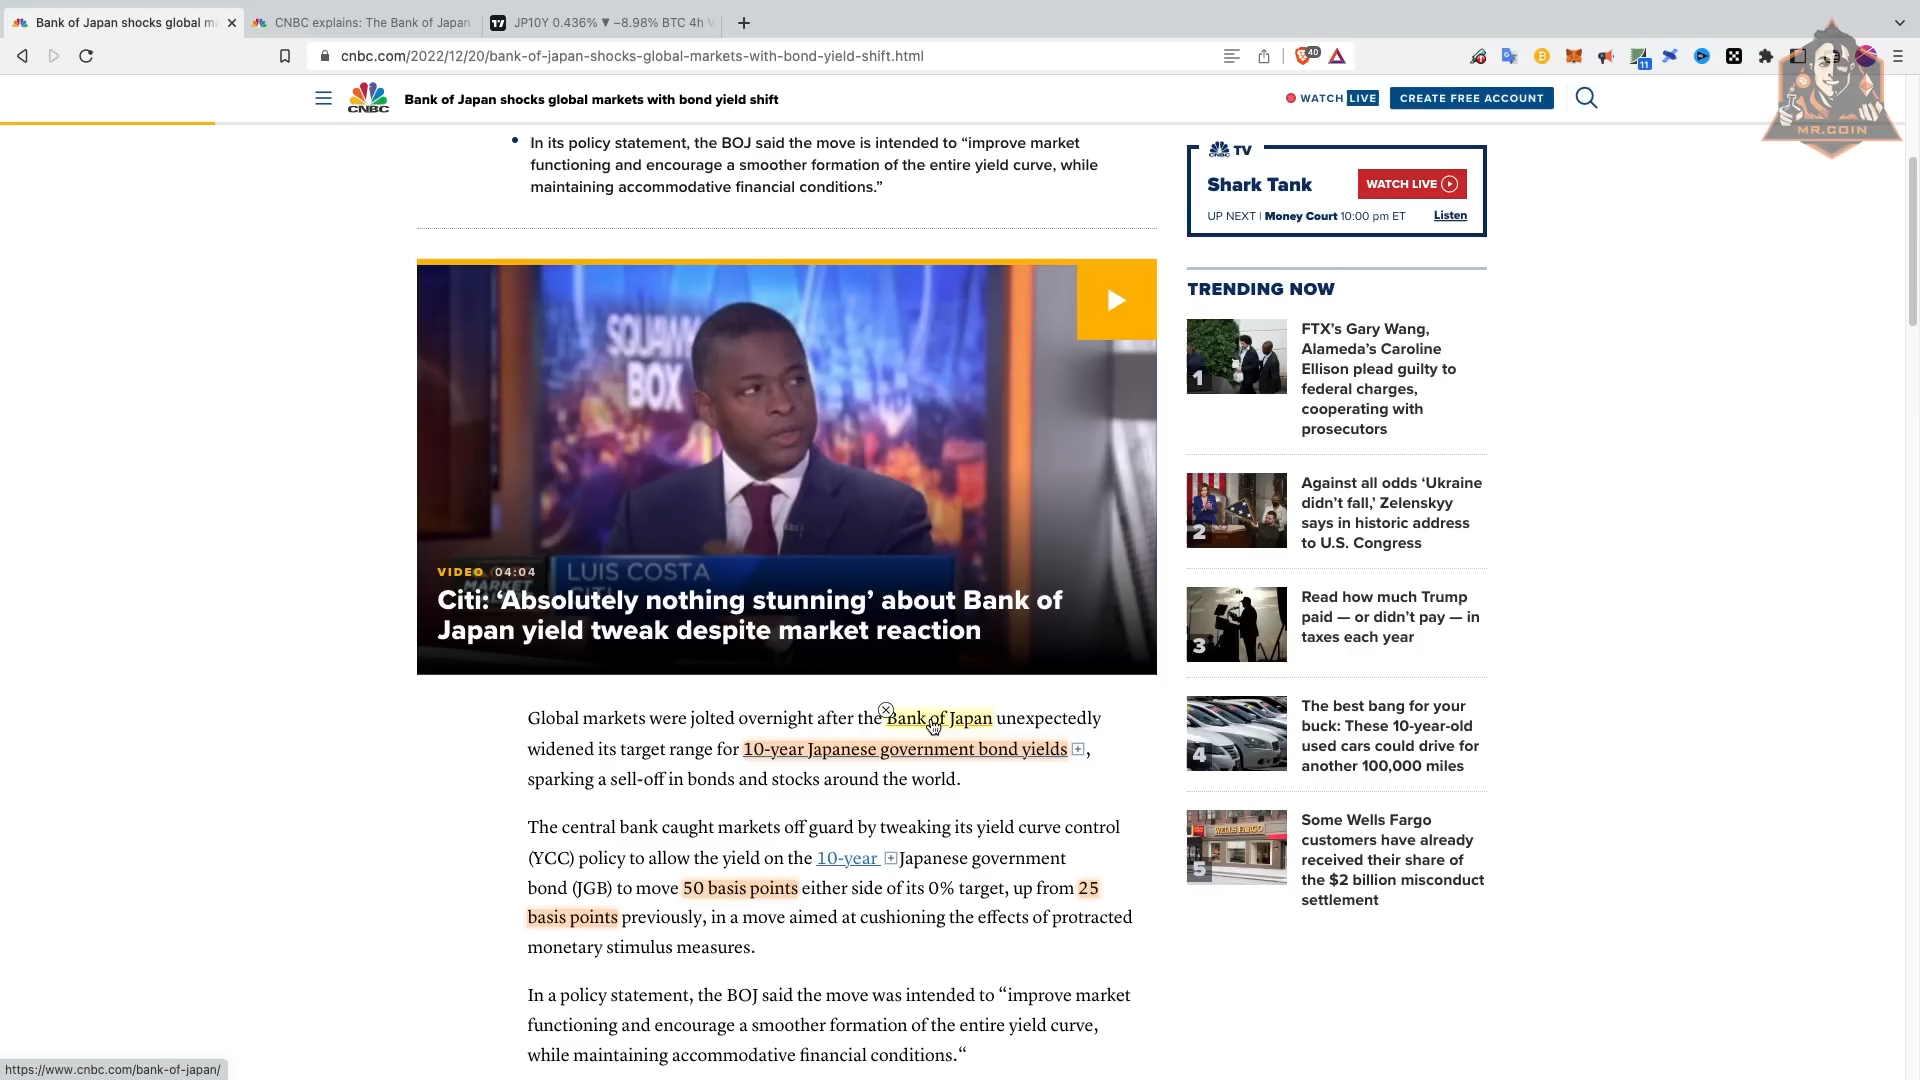 Bank of Japan shocks global ma
CNBC explains: The Bank of Japan
JP10Y 0.436% ▼ −8.98% BTC 4h V
cnbc.com/2022/12/20/bank-of-japan-shocks-global-markets-with-bond-yield-shift.html
40
11
MR.COIN
CNBC
Bank of Japan shocks global markets with bond yield shift
WATCH LIVE
CREATE FREE ACCOUNT
In its policy statement, the BOJ said the move is intended to “improve market
functioning and encourage a smoother formation of the entire yield curve, while
maintaining accommodative financial conditions.”
CNBC TV
Shark Tank
WATCH LIVE
UP NEXT | Money Court 10:00 pm ET
Listen
SQUAWK
BOX
LUIS COSTA
VIDEO 04:04
Citi: ‘Absolutely nothing stunning’ about Bank of
Japan yield tweak despite market reaction
TRENDING NOW
1
FTX’s Gary Wang,
Alameda’s Caroline
Ellison plead guilty to
federal charges,
cooperating with
prosecutors
2
Against all odds ‘Ukraine
didn’t fall,’ Zelenskyy
says in historic address
to U.S. Congress
3
Read how much Trump
paid — or didn’t pay — in
taxes each year
4
The best bang for your
buck: These 10-year-old
used cars could drive for
another 100,000 miles
WELLS FARGO
5
Some Wells Fargo
customers have already
received their share of
the $2 billion misconduct
settlement
Global markets were jolted overnight after the Bank of Japan unexpectedly
widened its target range for 10-year Japanese government bond yields,
sparking a sell-off in bonds and stocks around the world.
The central bank caught markets off guard by tweaking its yield curve control
(YCC) policy to allow the yield on the 10-year Japanese government
bond (JGB) to move 50 basis points either side of its 0% target, up from 25
basis points previously, in a move aimed at cushioning the effects of protracted
monetary stimulus measures.
In a policy statement, the BOJ said the move was intended to “improve market
functioning and encourage a smoother formation of the entire yield curve,
while maintaining accommodative financial conditions.“
https://www.cnbc.com/bank-of-japan/